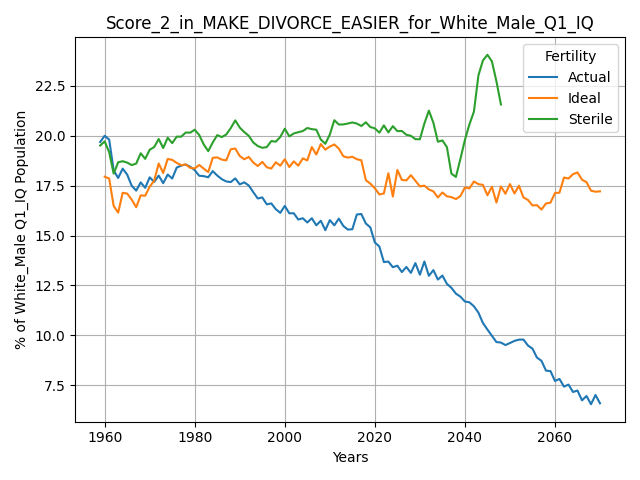 Score_2_in_MAKE_DIVORCE_EASIER_for_White_Male_Q1_IQ
% of White_Male Q1_IQ Population
22.5
20.0
17.5
15.0
12.5
10.0
7.5
Fertility
Actual
Ideal
Sterile
1960
1980
2000
2020
2040
2060
Years